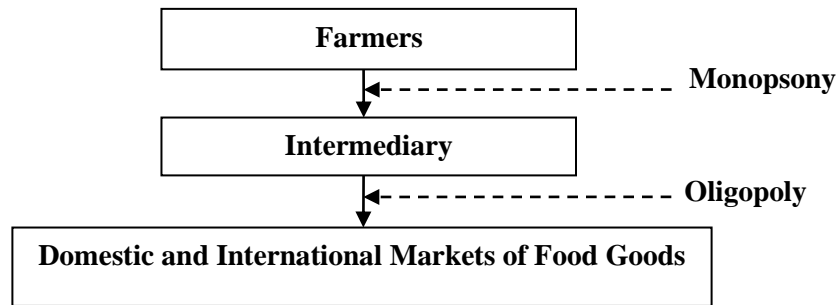 Farmers
Monopsony
Intermediary
Oligopoly
Domestic and International Markets of Food Goods